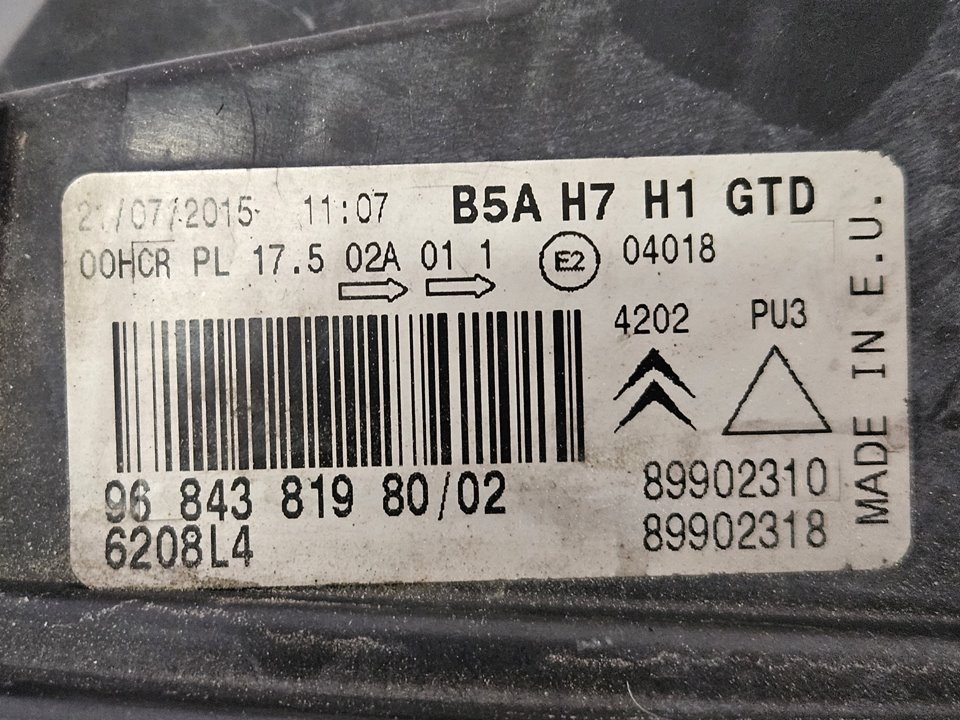 21/07/2015 11:07 B5A H7 H1 GTD
00HCR PL 17.5 02A 01 1 E2 04018
4202 PU3
96 843 819 80/02 89902310
6208L4 89902318
MADE IN E.U.